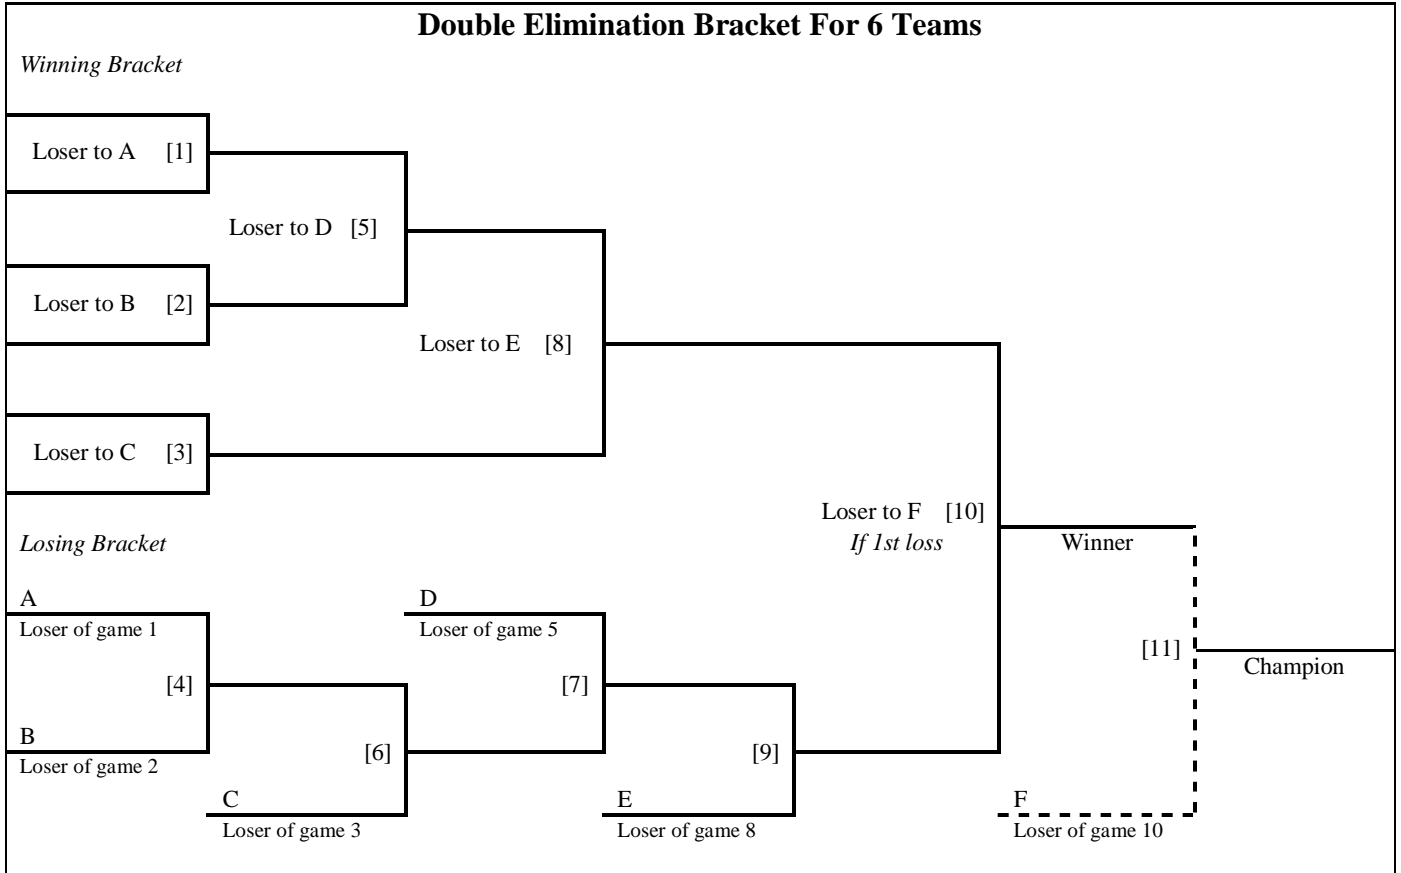 Double Elimination Bracket For 6 Teams
Winning Bracket
Loser to A [1]
Loser to D [5]
Loser to B [2]
Loser to E [8]
Loser to C [3]
Loser to F [10]
If 1st loss
Winner
Losing Bracket
A
Loser of game 1
D
Loser of game 5
[11]
Champion
[4]
[7]
B
Loser of game 2
[6]
[9]
C
Loser of game 3
E
Loser of game 8
F
Loser of game 10